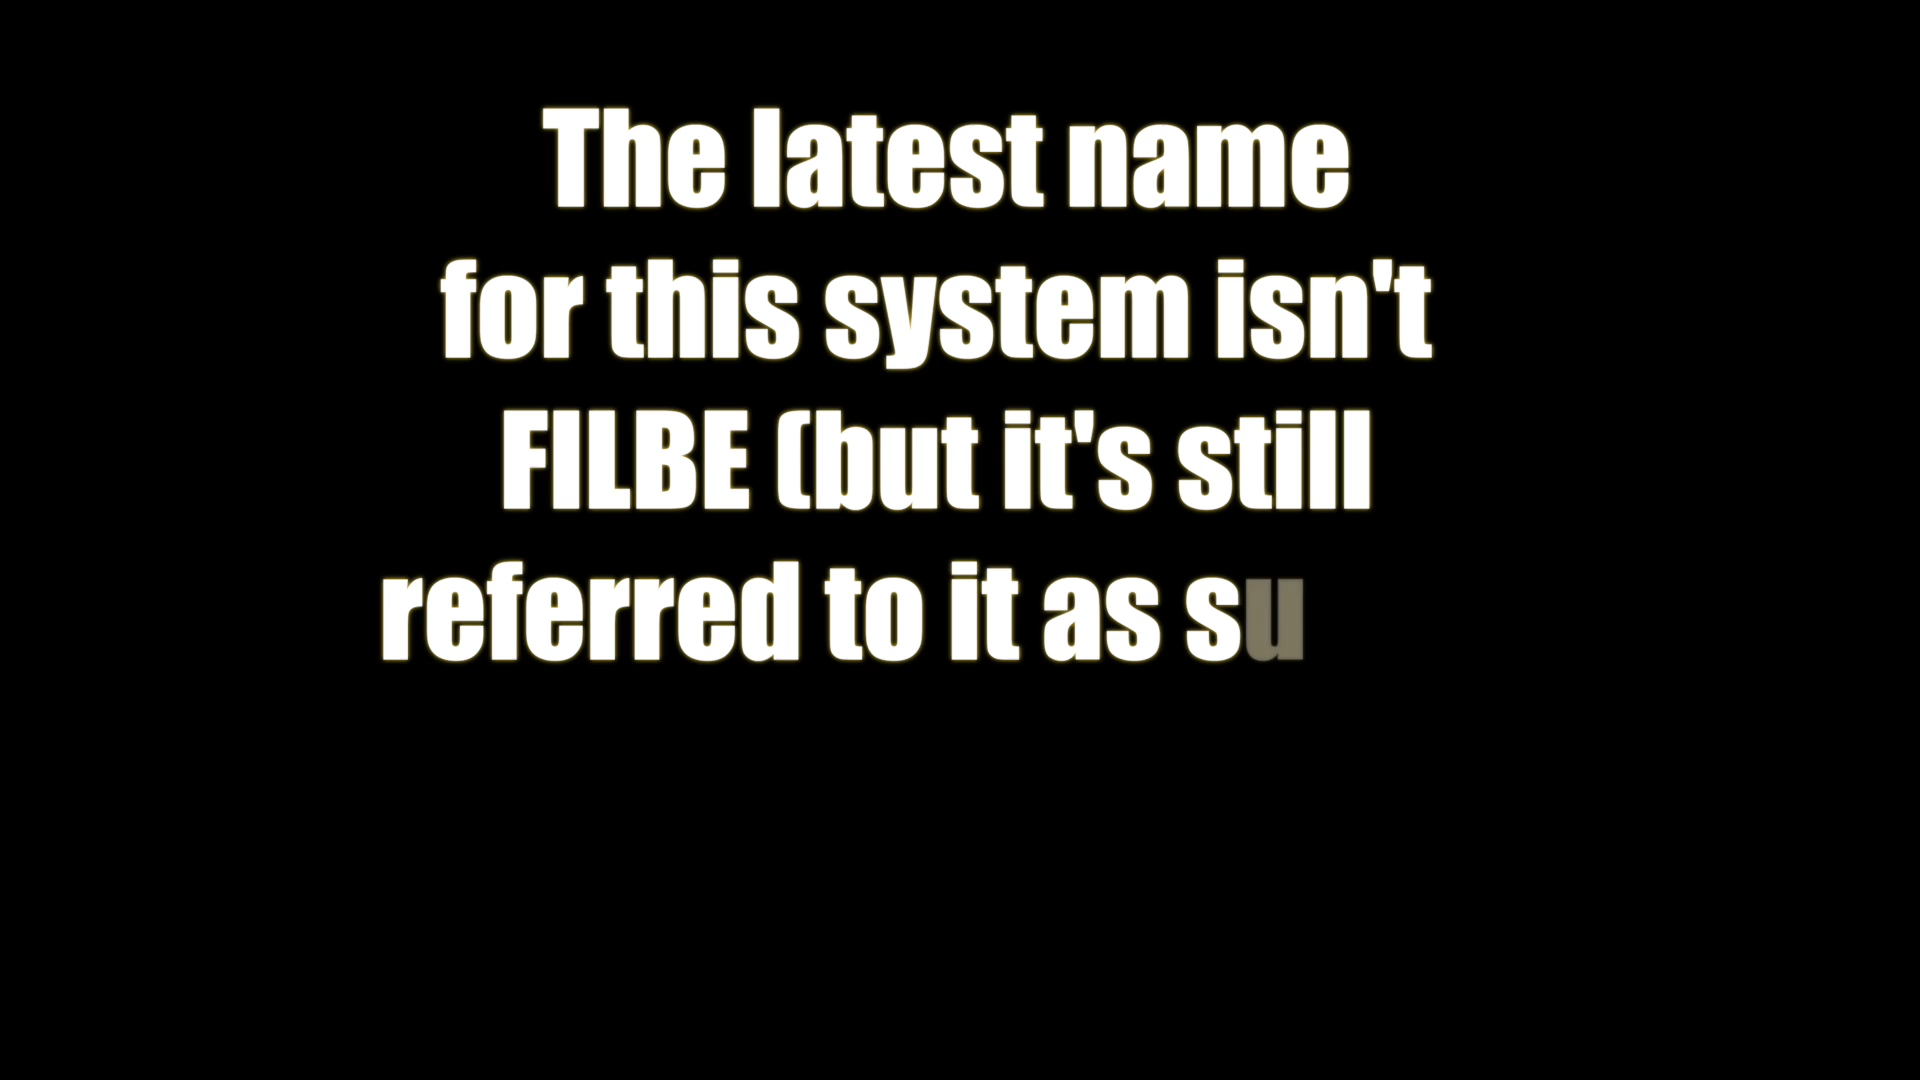 The latest name
for this system isn't
FILBE (but it's still
referred to it as su